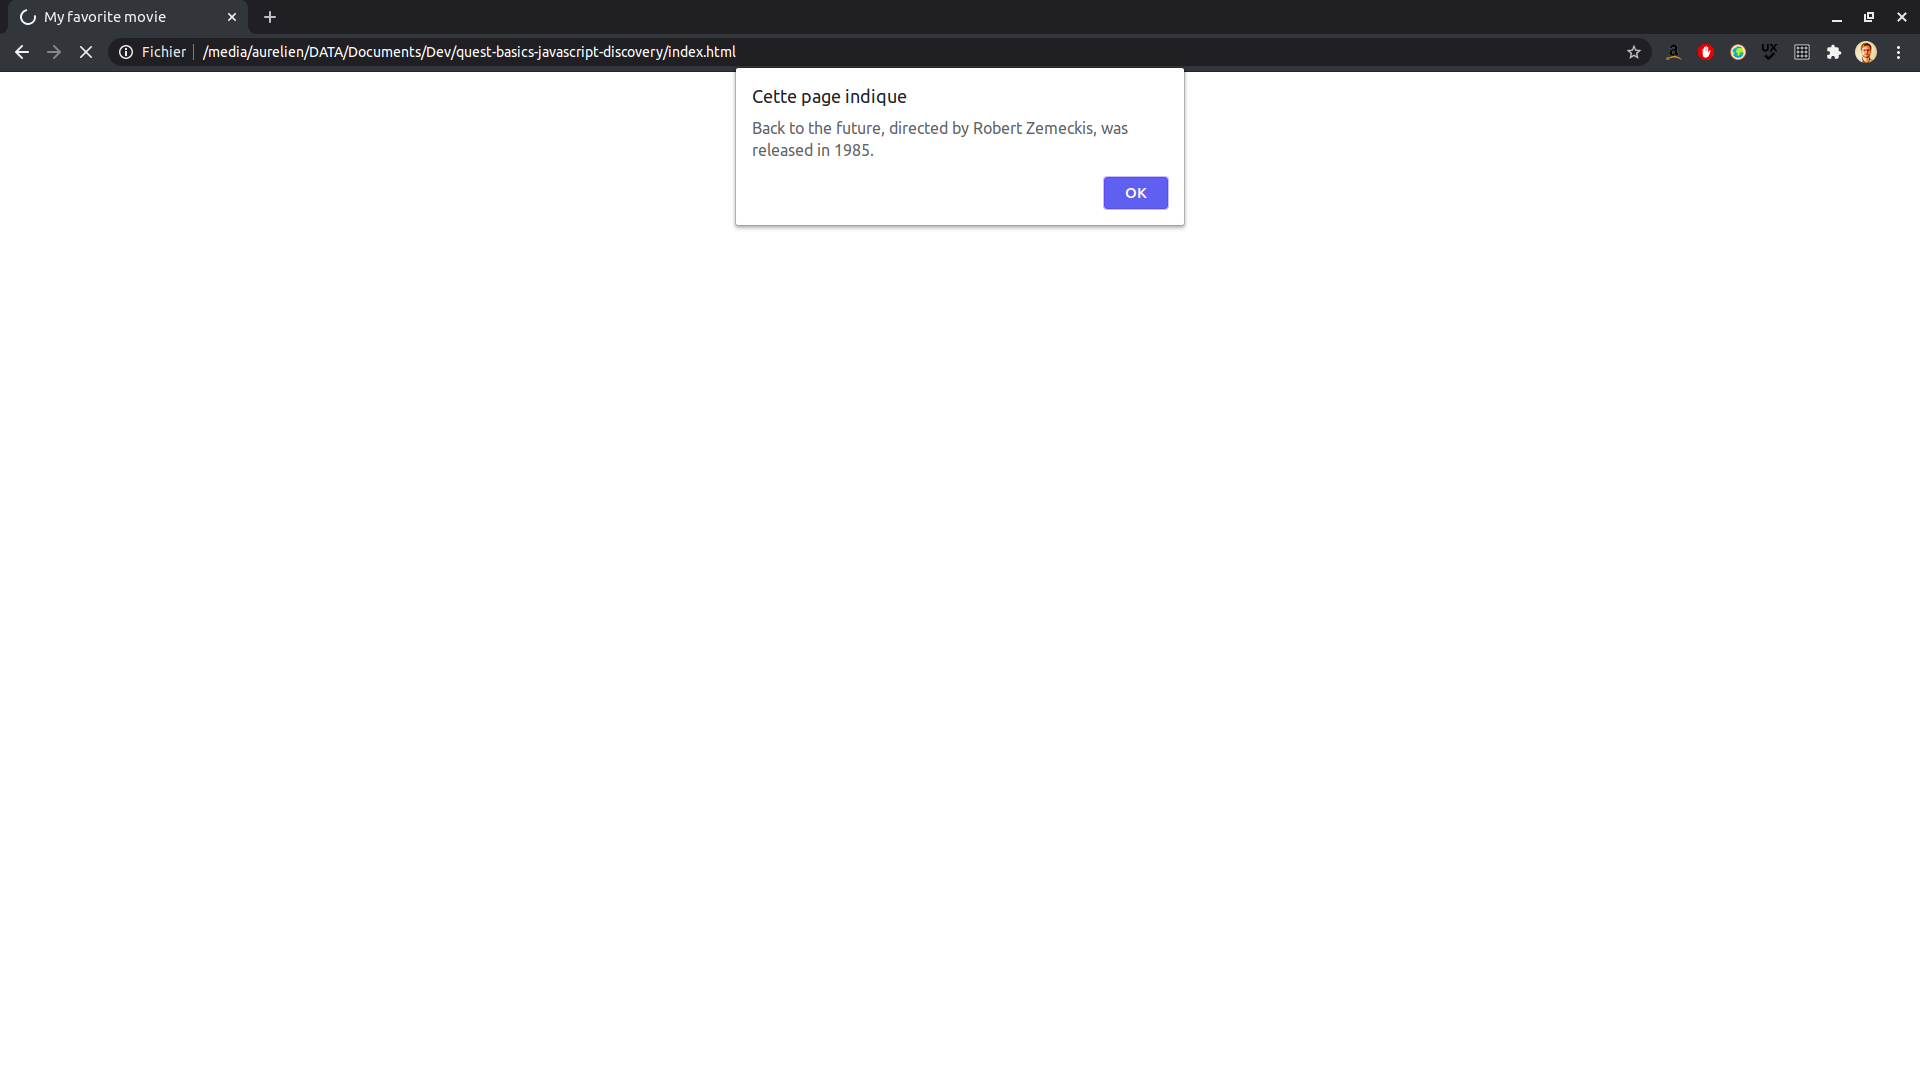 My favorite movie
Fichier /media/aurelien/DATA/Documents/Dev/quest-basics-javascript-discovery/index.html
a
UX
Cette page indique
Back to the future, directed by Robert Zemeckis, was
released in 1985.
OK